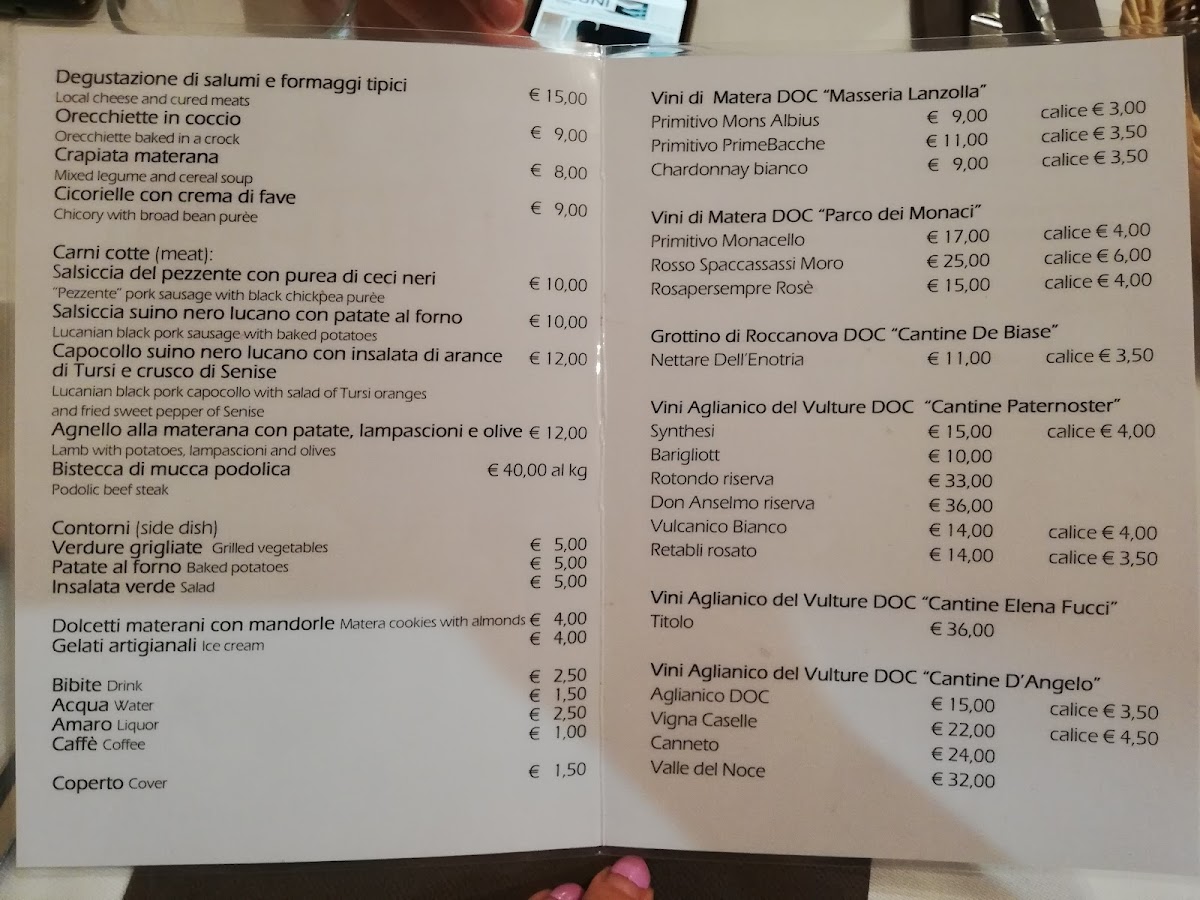 Degustazione di salumi e formaggi tipici € 15,00
Local cheese and cured meats
Orecchiette in coccio € 9,00
Orecchiette baked in a crock
Crapiata materana € 8,00
Mixed legume and cereal soup
Cicorielle con crema di fave € 9,00
Chicory with broad bean purèe
Carni cotte (meat):
Salsiccia del pezzente con purea di ceci neri € 10,00
"Pezzente" pork sausage with black chickpea purèe
Salsiccia suino nero lucano con patate al forno € 10,00
Lucanian black pork sausage with baked potatoes
Capocollo suino nero lucano con insalata di arance € 12,00
di Tursi e crusco di Senise
Lucanian black pork capocollo with salad of Tursi oranges
and fried sweet pepper of Senise
Agnello alla materana con patate, lampascioni e olive € 12,00
Lamb with potatoes, lampascioni and olives
Bistecca di mucca podolica € 40,00 al kg
Podolic beef steak
Contorni (side dish)
Verdure grigliate Grilled vegetables € 5,00
Patate al forno Baked potatoes € 5,00
Insalata verde Salad € 5,00
Dolcetti materani con mandorle Matera cookies with almonds € 4,00
Gelati artigianali Ice cream € 4,00
Bibite Drink € 2,50
Acqua Water € 1,50
Amaro Liquor € 2,50
Caffè Coffee € 1,00
Coperto Cover € 1,50
Vini di Matera DOC "Masseria Lanzolla"
Primitivo Mons Albius € 9,00 calice € 3,00
Primitivo PrimeBacche € 11,00 calice € 3,50
Chardonnay bianco € 9,00 calice € 3,50
Vini di Matera DOC "Parco dei Monaci"
Primitivo Monacello € 17,00 calice € 4,00
Rosso Spaccassassi Moro € 25,00 calice € 6,00
Rosapersempre Rosè € 15,00 calice € 4,00
Grottino di Roccanova DOC "Cantine De Biase"
Nettare Dell'Enotria € 11,00 calice € 3,50
Vini Aglianico del Vulture DOC "Cantine Paternoster"
Synthesi € 15,00 calice € 4,00
Barigliott € 10,00
Rotondo riserva € 33,00
Don Anselmo riserva € 36,00
Vulcanico Bianco € 14,00 calice € 4,00
Retabli rosato € 14,00 calice € 3,50
Vini Aglianico del Vulture DOC "Cantine Elena Fucci"
Titolo € 36,00
Vini Aglianico del Vulture DOC "Cantine D'Angelo"
Aglianico DOC € 15,00 calice € 3,50
Vigna Caselle € 22,00 calice € 4,50
Canneto € 24,00
Valle del Noce € 32,00